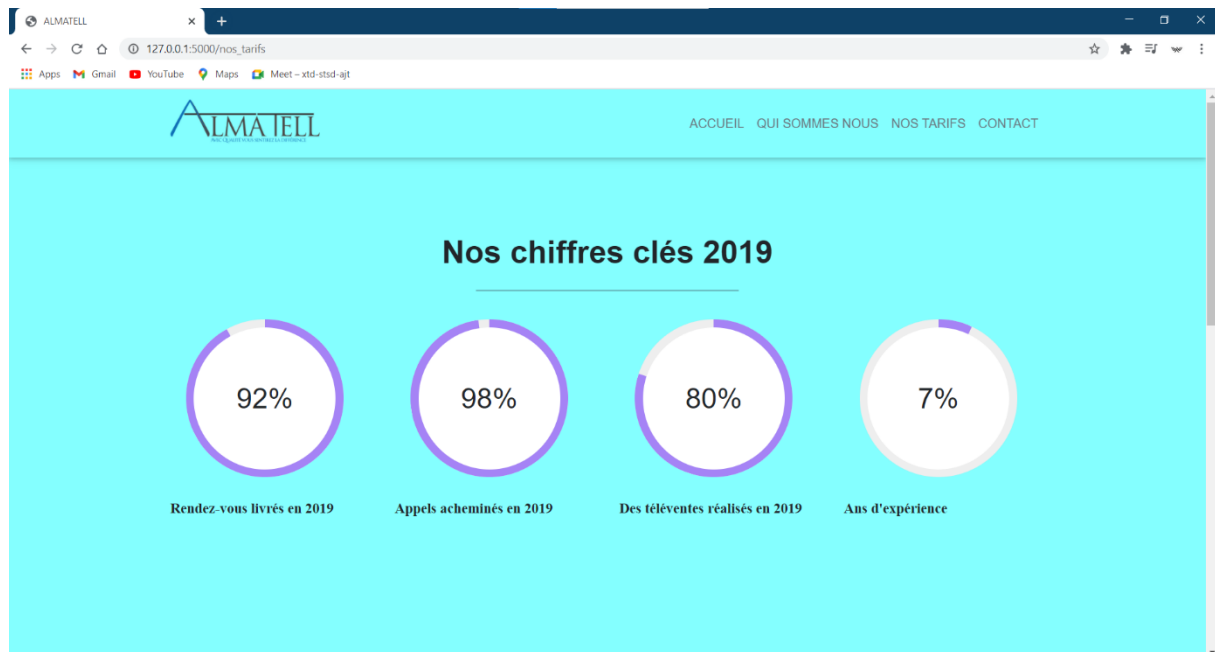 ALMATELL
127.0.0.1:5000/nos_tarifs
Apps Gmail YouTube Maps Meet – xtd-stsd-ajt
ALMATELL
ACCUEIL QUI SOMMES NOUS NOS TARIFS CONTACT
Nos chiffres clés 2019
92% 98% 80% 7%
Rendez-vous livrés en 2019 Appels acheminés en 2019 Des téléventes réalisés en 2019 Ans d'expérience